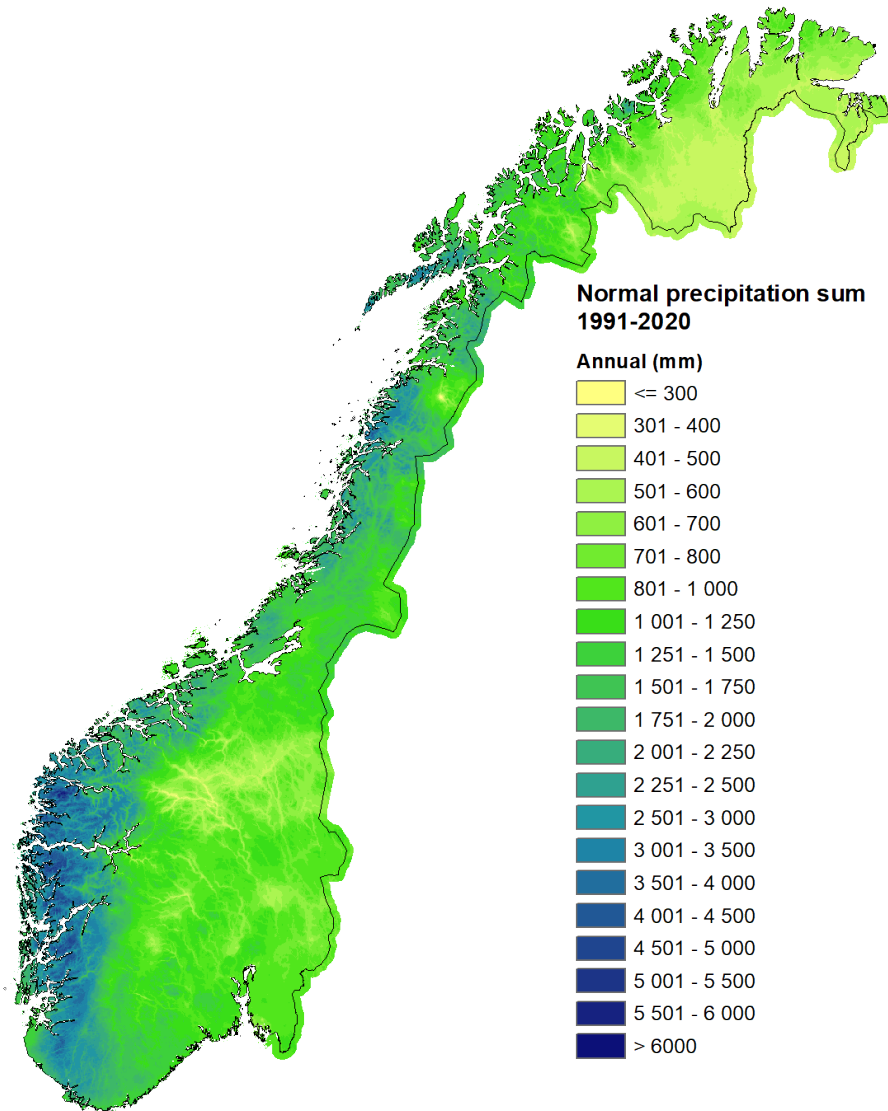 Normal precipitation sum
1991-2020
Annual (mm)
<= 300
301 - 400
401 - 500
501 - 600
601 - 700
701 - 800
801 - 1 000
1 001 - 1 250
1 251 - 1 500
1 501 - 1 750
1 751 - 2 000
2 001 - 2 250
2 251 - 2 500
2 501 - 3 000
3 001 - 3 500
3 501 - 4 000
4 001 - 4 500
4 501 - 5 000
5 001 - 5 500
5 501 - 6 000
> 6000